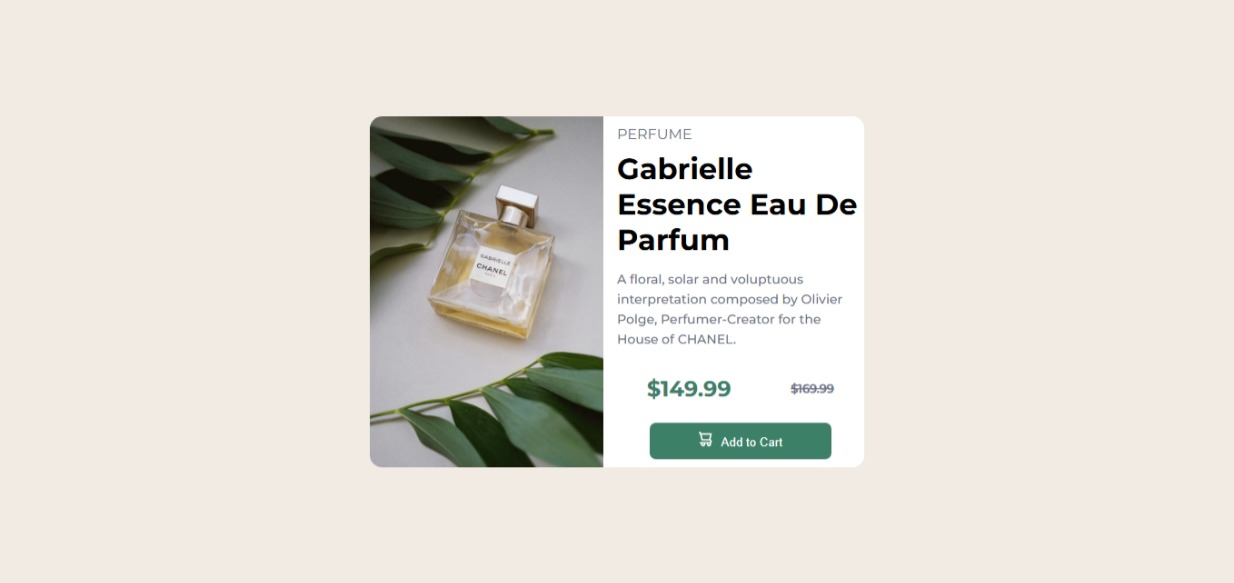 PERFUME
Gabrielle
Essence Eau De
Parfum
A floral, solar and voluptuous
interpretation composed by Olivier
Polge, Perfumer-Creator for the
House of CHANEL.
$149.99 $169.99
Add to Cart
GABRIELLE
CHANEL